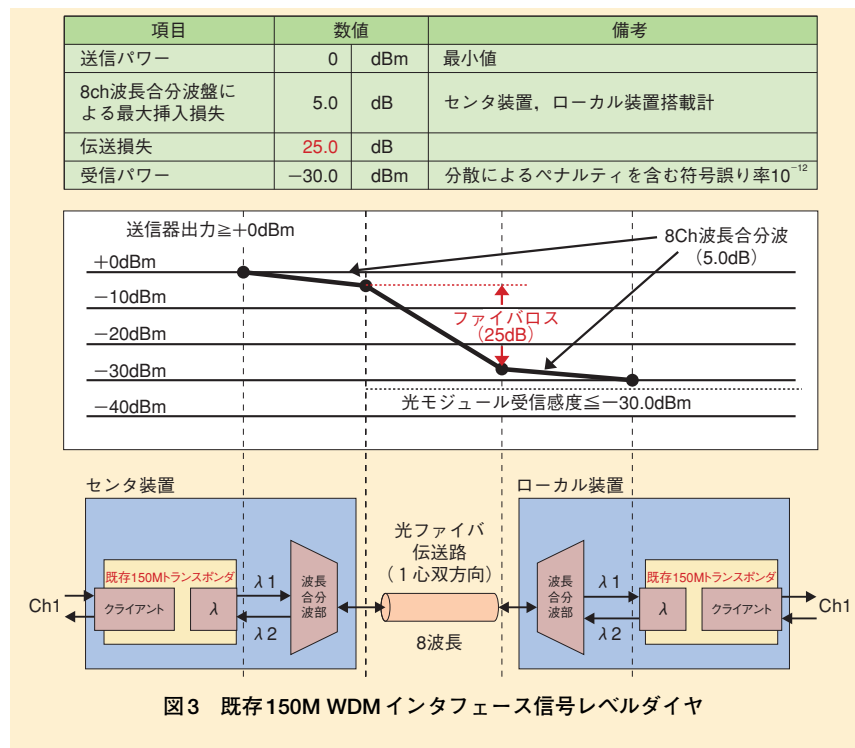 項目 数値 備考
送信パワー 0 dBm 最小値
8ch波長合分波盤に
よる最大挿入損失 5.0 dB センタ装置，ローカル装置搭載計
伝送損失 25.0 dB
受信パワー −30.0 dBm 分散によるペナルティを含む符号誤り率10⁻¹²
送信器出力≧+0dBm
8Ch波長合分波
（5.0dB）
+0dBm
−10dBm
ファイバロス
（25dB）
−20dBm
−30dBm
光モジュール受信感度≦−30.0dBm
−40dBm
センタ装置
ローカル装置
光ファイバ
伝送路
（１心双方向）
8波長
既存150Mトランスポンダ
Ch1
クライアント
λ
λ1
λ2
波長
合分
波部
波長
合分
波部
λ1
λ2
既存150Mトランスポンダ
λ
クライアント
Ch1
図3 既存150M WDM インタフェース信号レベルダイヤ